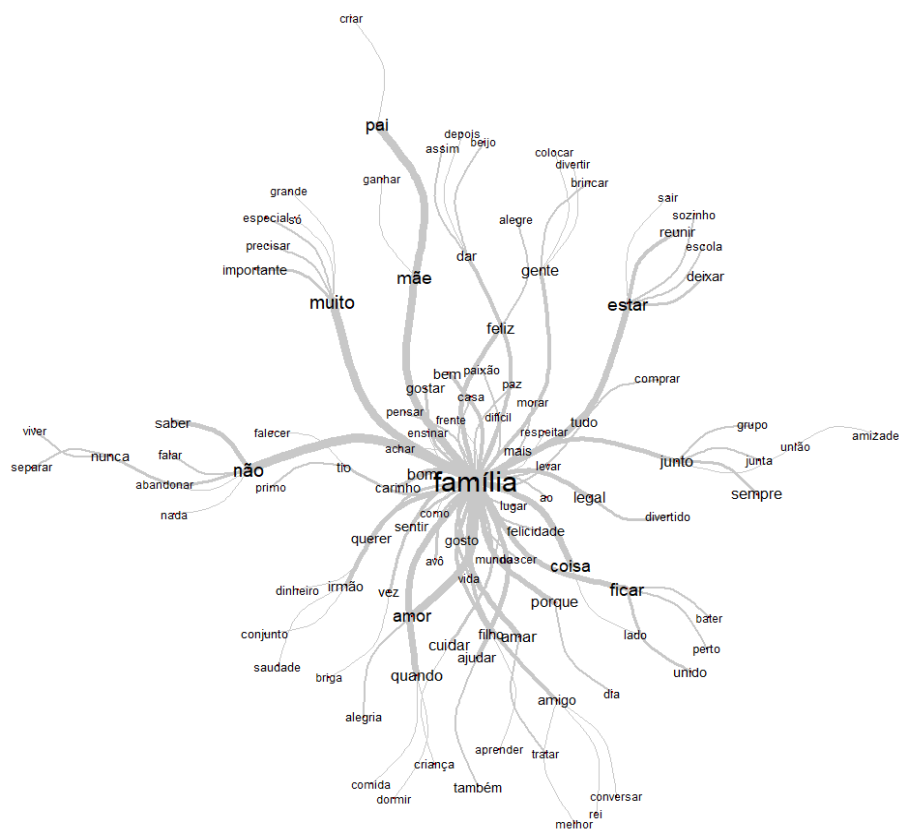 criar
pai
depois
assim
beijo
ganhar
colocar
divertir
brincar
grande
especial
só
precisar
importante
muito
mãe
dar
alegre
gente
sair
sozinho
reunir
escola
deixar
estar
feliz
bem
paixão
gostar
casa
paz
comprar
pensar
frente
difícil
morar
saber
falecer
ensinar
respeitar
tudo
grupo
viver
nunca
falar
achar
mais
união
amizade
separar
não
tio
bom
família
levar
junto
junta
abandonar
primo
carinho
ao
legal
sempre
nada
como
lugar
divertido
querer
sentir
gosto
felicidade
avô
mundo
nascer
coisa
dinheiro
irmão
vez
vida
porque
ficar
conjunto
amor
bater
saudade
cuidar
filho
amar
lado
perto
briga
quando
ajudar
unido
alegria
amigo
dia
criança
aprender
tratar
comida
dormir
também
conversar
rei
melhor